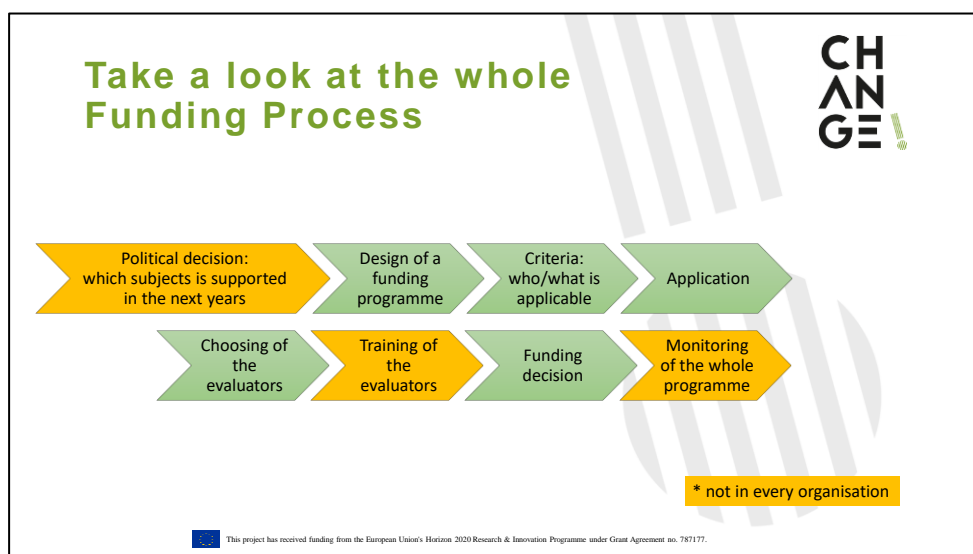 Take a look at the whole
Funding Process
CH
AN
GE!
Political decision:
which subjects is supported
in the next years
Design of a
funding
programme
Criteria:
who/what is
applicable
Application
Choosing of
the
evaluators
Training of
the
evaluators
Funding
decision
Monitoring
of the whole
programme
* not in every organisation
This project has received funding from the European Union's Horizon 2020 Research & Innovation Programme under Grant Agreement no. 787177.